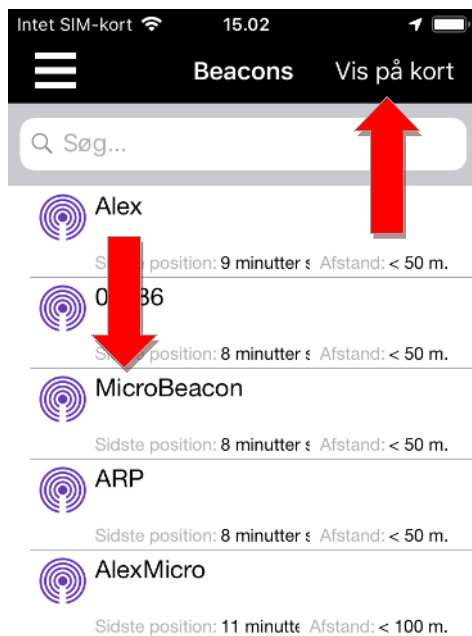 Intet SIM-kort 15.02
Beacons Vis på kort
Søg...
Alex
position: 9 minutter s Afstand: < 50 m.
position: 8 minutter s Afstand: < 50 m.
MicroBeacon
Sidste position: 8 minutter s Afstand: < 50 m.
ARP
Sidste position: 8 minutter s Afstand: < 50 m.
AlexMicro
Sidste position: 11 minutte Afstand: < 100 m.